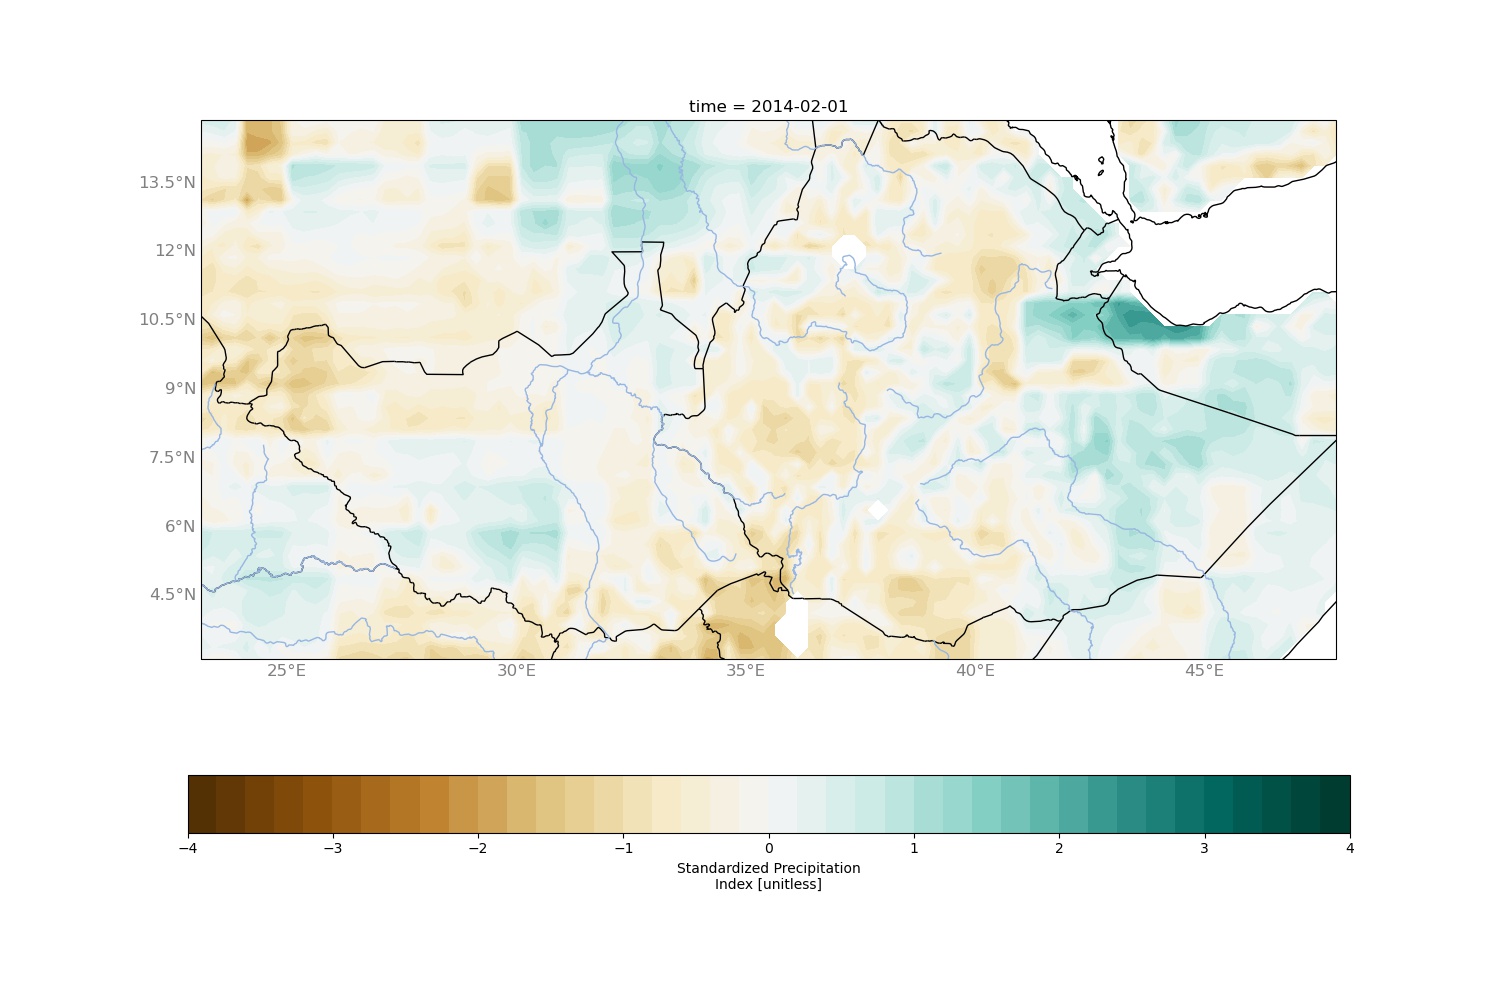 time = 2014-02-01
13.5°N
12°N
10.5°N
9°N
7.5°N
6°N
4.5°N
25°E 30°E 35°E 40°E 45°E
−4 −3 −2 −1 0 1 2 3 4
Standardized Precipitation
Index [unitless]